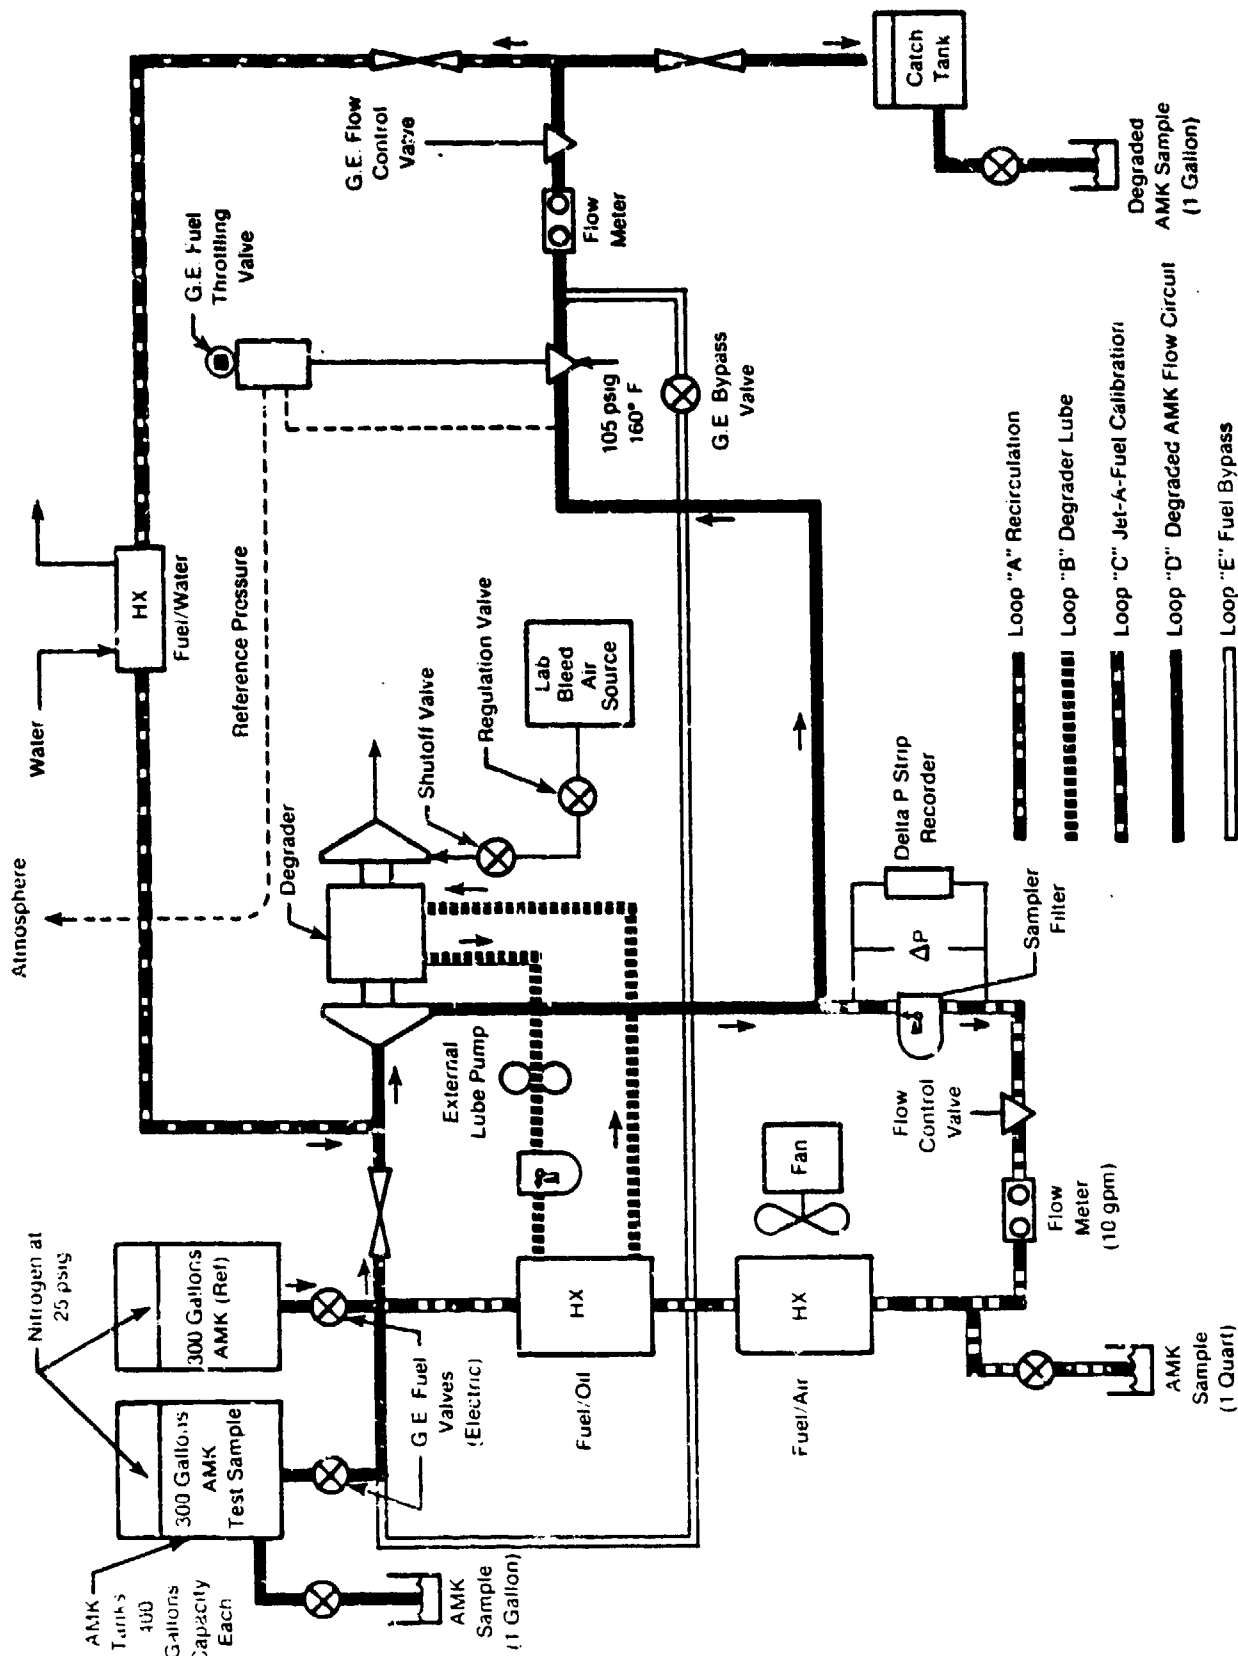 Atmosphere
Water
HX
Fuel/Water
Reference Pressure
G.E. Fuel
Throttling
Valve
G.E. Flow
Control
Valve
Flow
Meter
105 psig
160° F
G.E. Bypass
Valve
Catch
Tank
Degraded
AMK Sample
(1 Gallon)
Nitrogen at
25 psig
300 Gallons
AMK (Ref)
300 Gallons
AMK
Test Sample
AMK
Tanks
400
Gallons
Capacity
Each
AMK
Sample
(1 Gallon)
G E Fuel
Valves
(Electric)
Degrader
Shutoff Valve
Regulation Valve
Lab
Bleed
Air
Source
External
Lube Pump
HX
Fuel/Oil
Fan
HX
Fuel/Air
Flow
Control
Valve
Flow
Meter
(10 gpm)
AMK
Sample
(1 Quart)
Delta P Strip
Recorder
ΔP
Sampler
Filter
Loop "A" Recirculation
Loop "B" Degrader Lube
Loop "C" Jet-A-Fuel Calibration
Loop "D" Degraded AMK Flow Circuit
Loop "E" Fuel Bypass